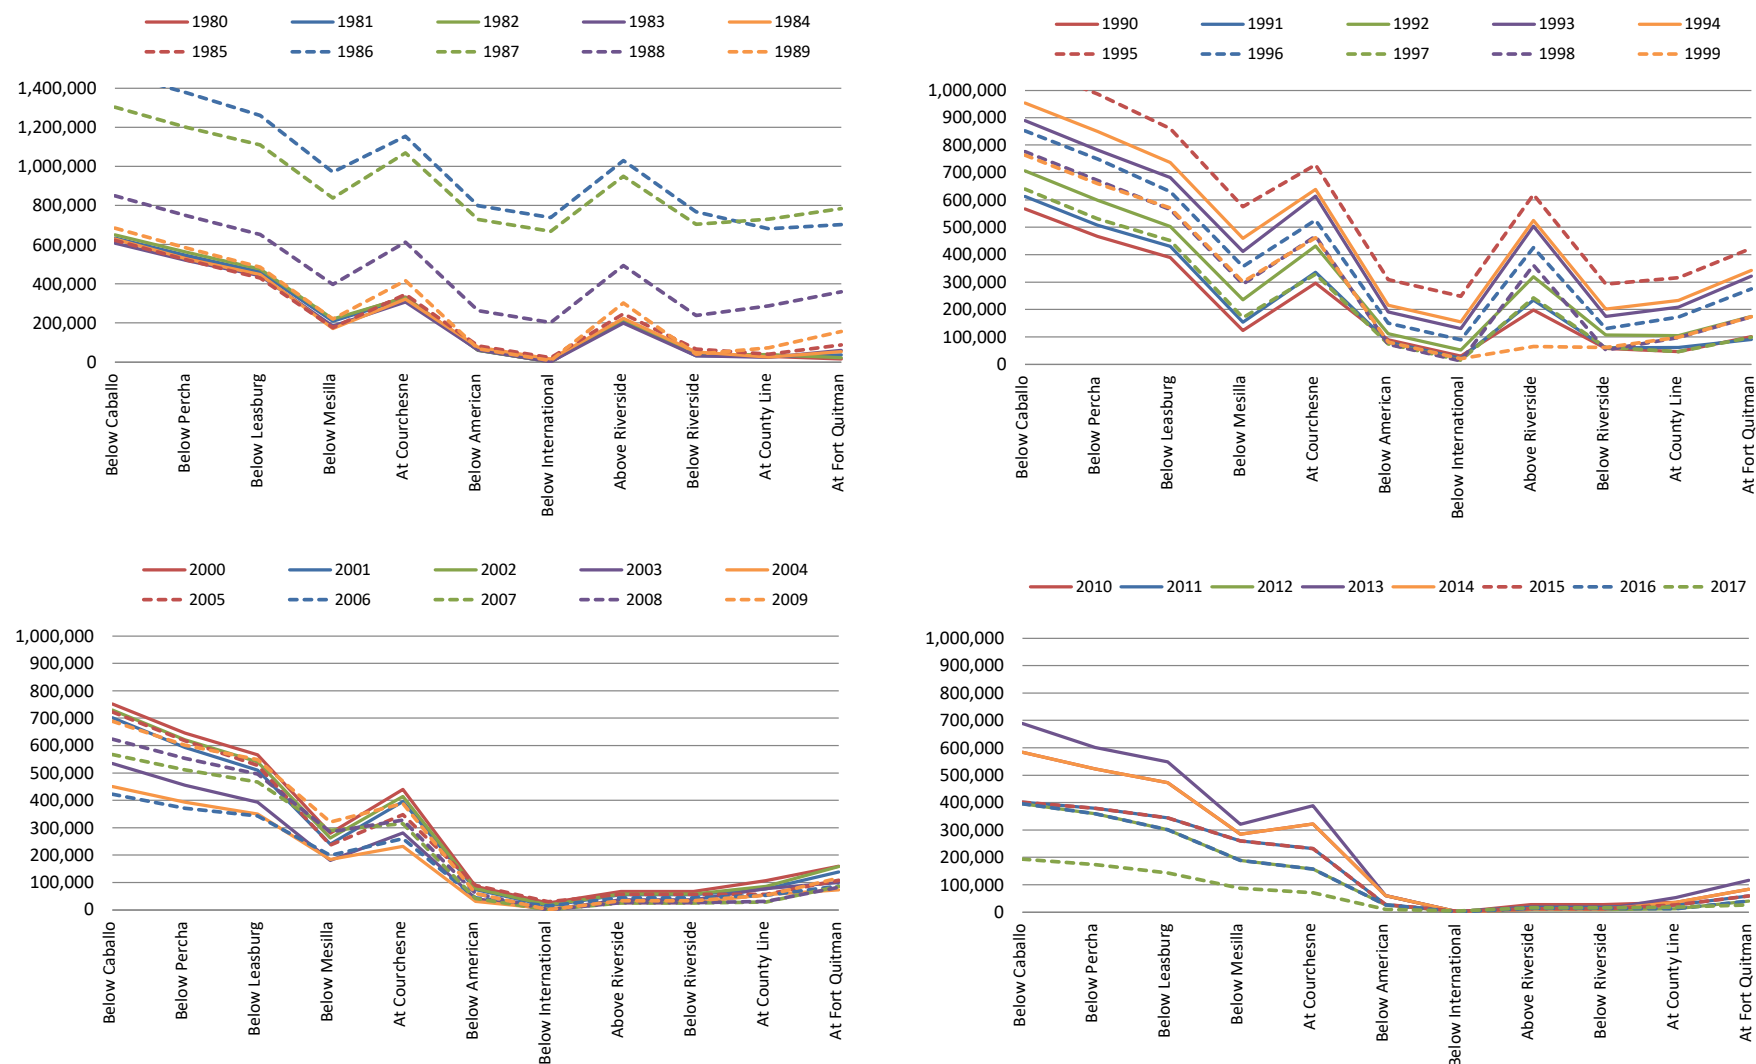 1980 1981 1982 1983 1984
1985 1986 1987 1988 1989
1,400,000
1,200,000
1,000,000
800,000
600,000
400,000
200,000
0
Below Caballo
Below Percha
Below Leasburg
Below Mesilla
At Courchesne
Below American
Below International
Above Riverside
Below Riverside
At County Line
At Fort Quitman
1990 1991 1992 1993 1994
1995 1996 1997 1998 1999
1,000,000
900,000
800,000
700,000
600,000
500,000
400,000
300,000
200,000
100,000
0
Below Caballo
Below Percha
Below Leasburg
Below Mesilla
At Courchesne
Below American
Below International
Above Riverside
Below Riverside
At County Line
At Fort Quitman
2000 2001 2002 2003 2004
2005 2006 2007 2008 2009
1,000,000
900,000
800,000
700,000
600,000
500,000
400,000
300,000
200,000
100,000
0
Below Caballo
Below Percha
Below Leasburg
Below Mesilla
At Courchesne
Below American
Below International
Above Riverside
Below Riverside
At County Line
At Fort Quitman
2010 2011 2012 2013 2014 2015 2016 2017
1,000,000
900,000
800,000
700,000
600,000
500,000
400,000
300,000
200,000
100,000
0
Below Caballo
Below Percha
Below Leasburg
Below Mesilla
At Courchesne
Below American
Below International
Above Riverside
Below Riverside
At County Line
At Fort Quitman